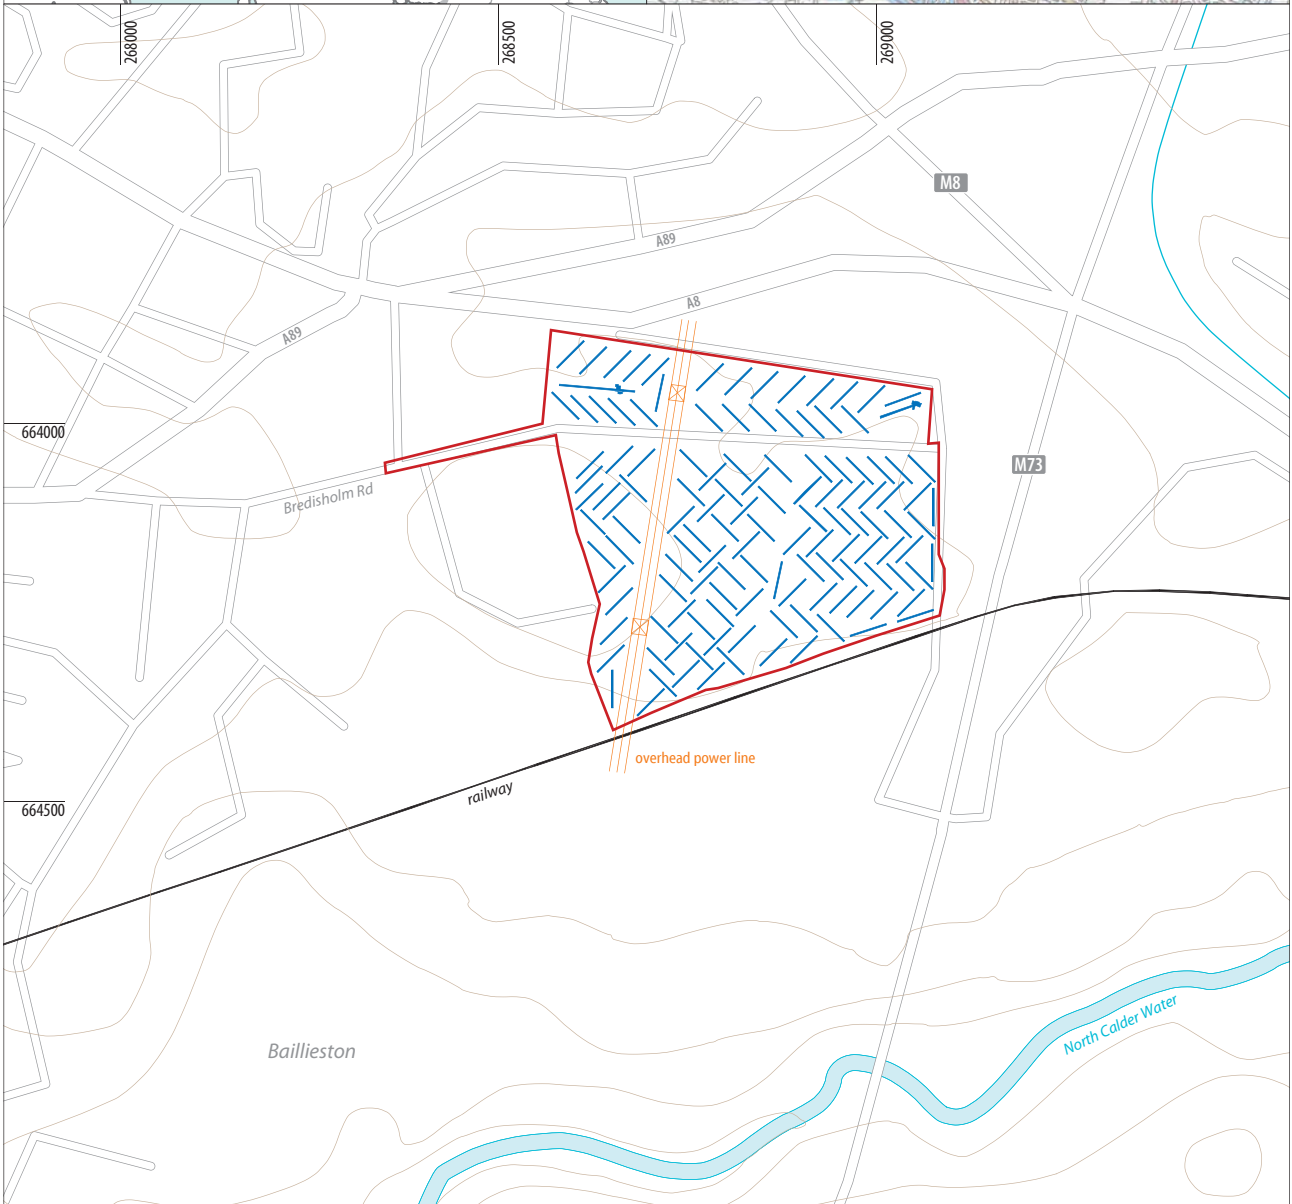 268000
268500
269000
M8
A89
A8
A89
664000
M73
Bredisholm Rd
overhead power line
railway
664500
North Calder Water
Baillieston